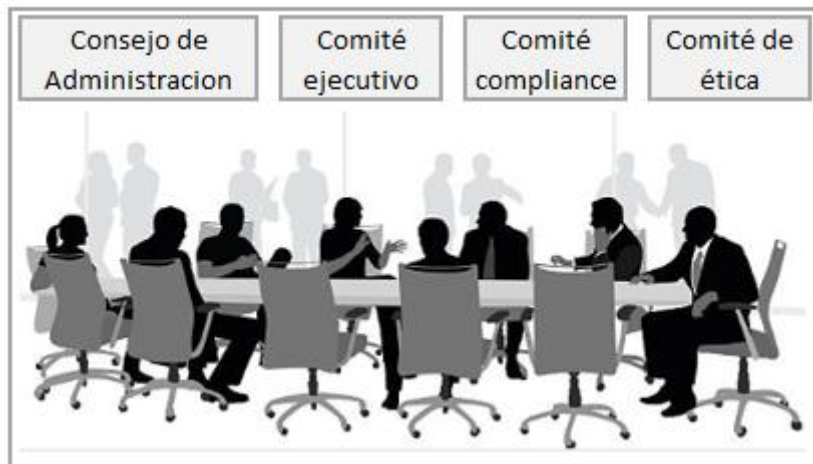 Consejo de
Administracion
Comité
ejecutivo
Comité
compliance
Comité de
ética